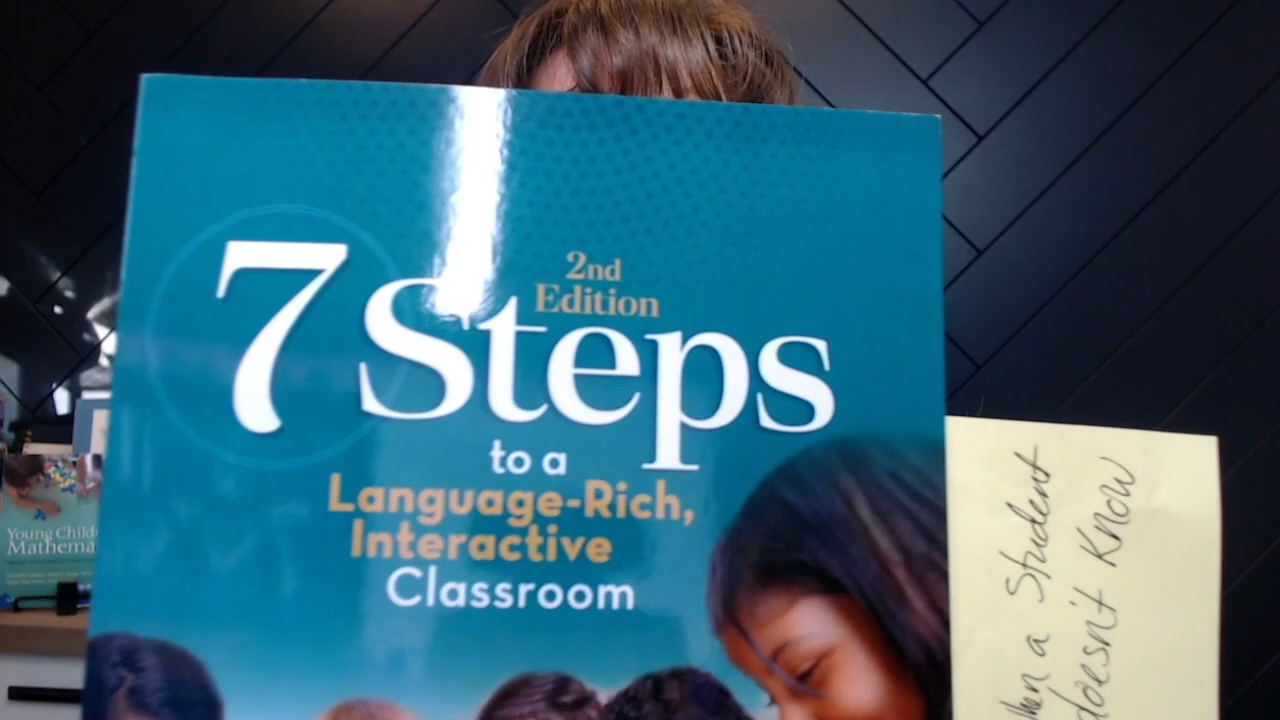 7 Steps
2nd
Edition
to a
Language-Rich,
Interactive
Classroom
a Student
doesn't Know
Young Child
Mathema